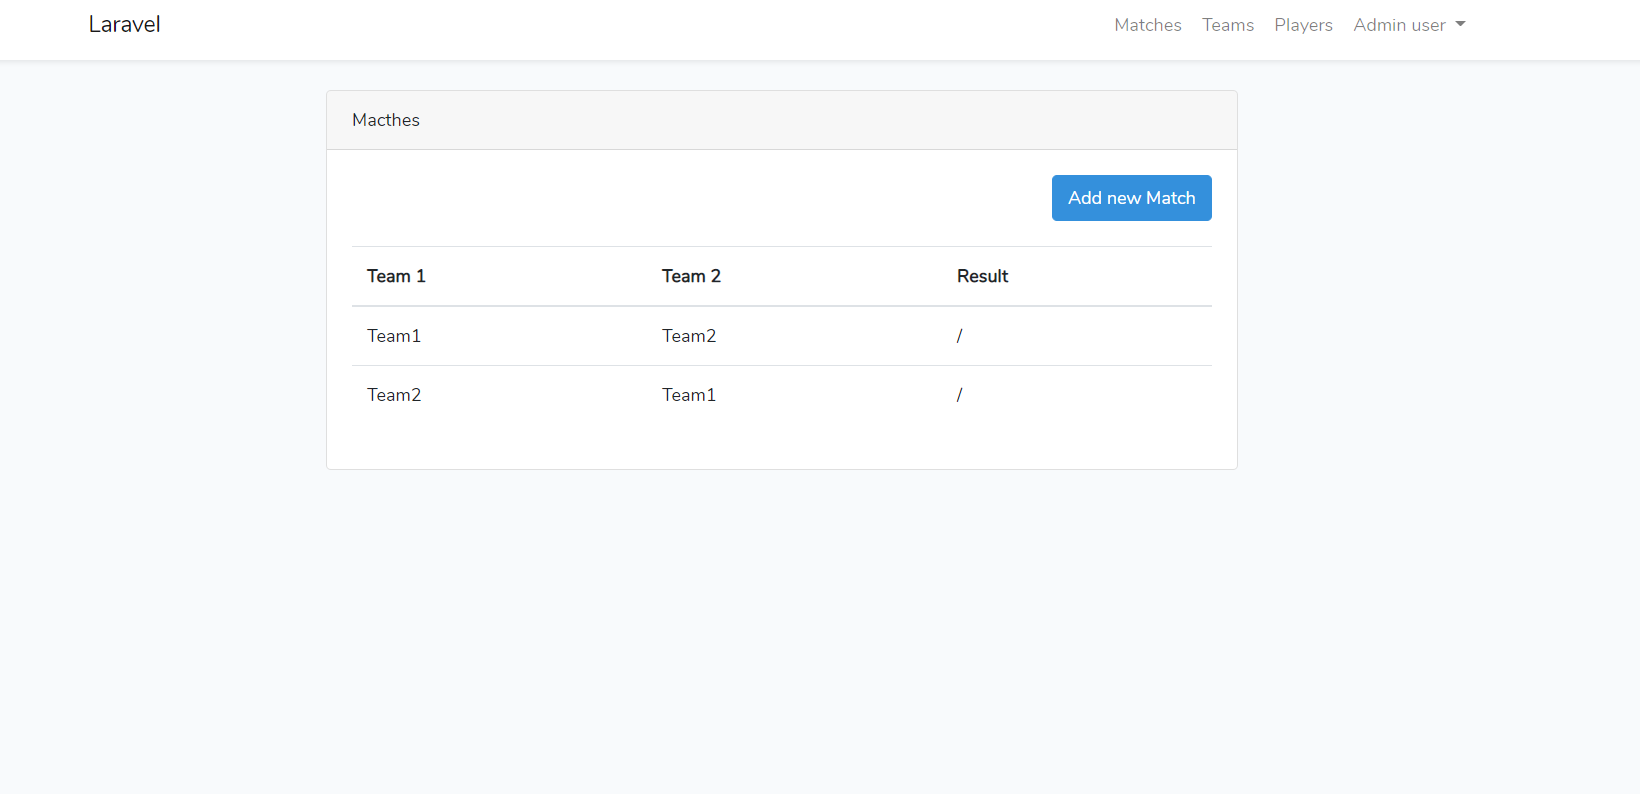 Laravel Matches Teams Players Admin user
Macthes
Add new Match
Team 1 Team 2 Result
Team1 Team2 /
Team2 Team1 /